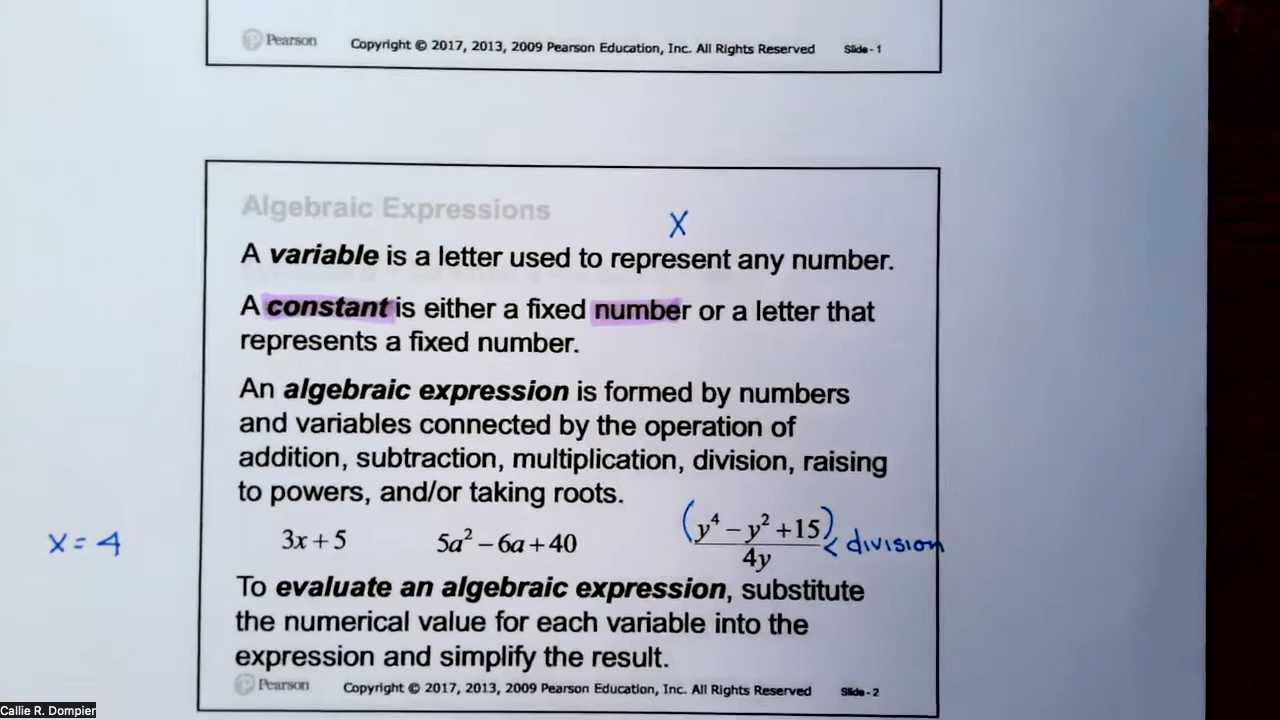 Pearson Copyright © 2017, 2013, 2009 Pearson Education, Inc. All Rights Reserved Slide - 1
Algebraic Expressions
X
A variable is a letter used to represent any number.
A constant is either a fixed number or a letter that
represents a fixed number.
An algebraic expression is formed by numbers
and variables connected by the operation of
addition, subtraction, multiplication, division, raising
to powers, and/or taking roots.
x = 4 3x + 5 5a² − 6a + 40 (y⁴ − y² + 15) < division
4y
To evaluate an algebraic expression, substitute
the numerical value for each variable into the
expression and simplify the result.
Pearson Copyright © 2017, 2013, 2009 Pearson Education, Inc. All Rights Reserved Slide - 2
Callie R. Dompier